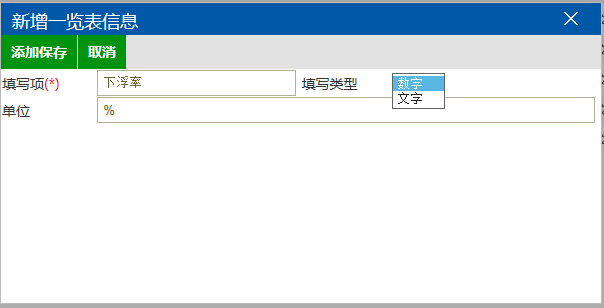 新增一览表信息
添加保存 取消
填写项(*) 下浮率 填写类型 数字
文字
单位 %